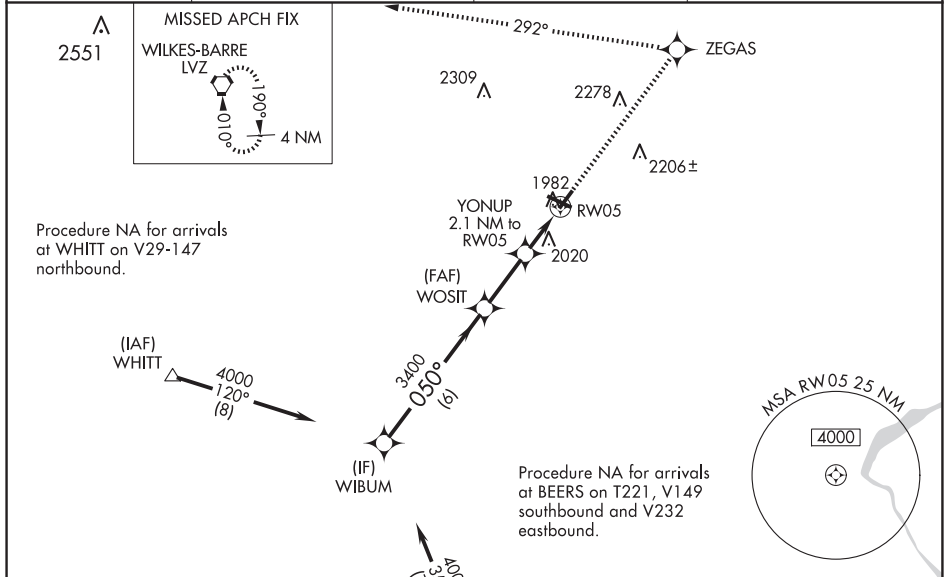 MISSED APCH FIX
2551
WILKES-BARRE
LVZ
190°
010°
4 NM
292°
ZEGAS
2309
2278
2206±
1982
RW05
YONUP
2.1 NM to
RW05
2020
Procedure NA for arrivals
at WHITT on V29-147
northbound.
(FAF)
WOSIT
(IAF)
WHITT
4000
120°
(8)
3400
050°
(6)
(IF)
WIBUM
MSA RW05 25 NM
4000
Procedure NA for arrivals
at BEERS on T221, V149
southbound and V232
eastbound.